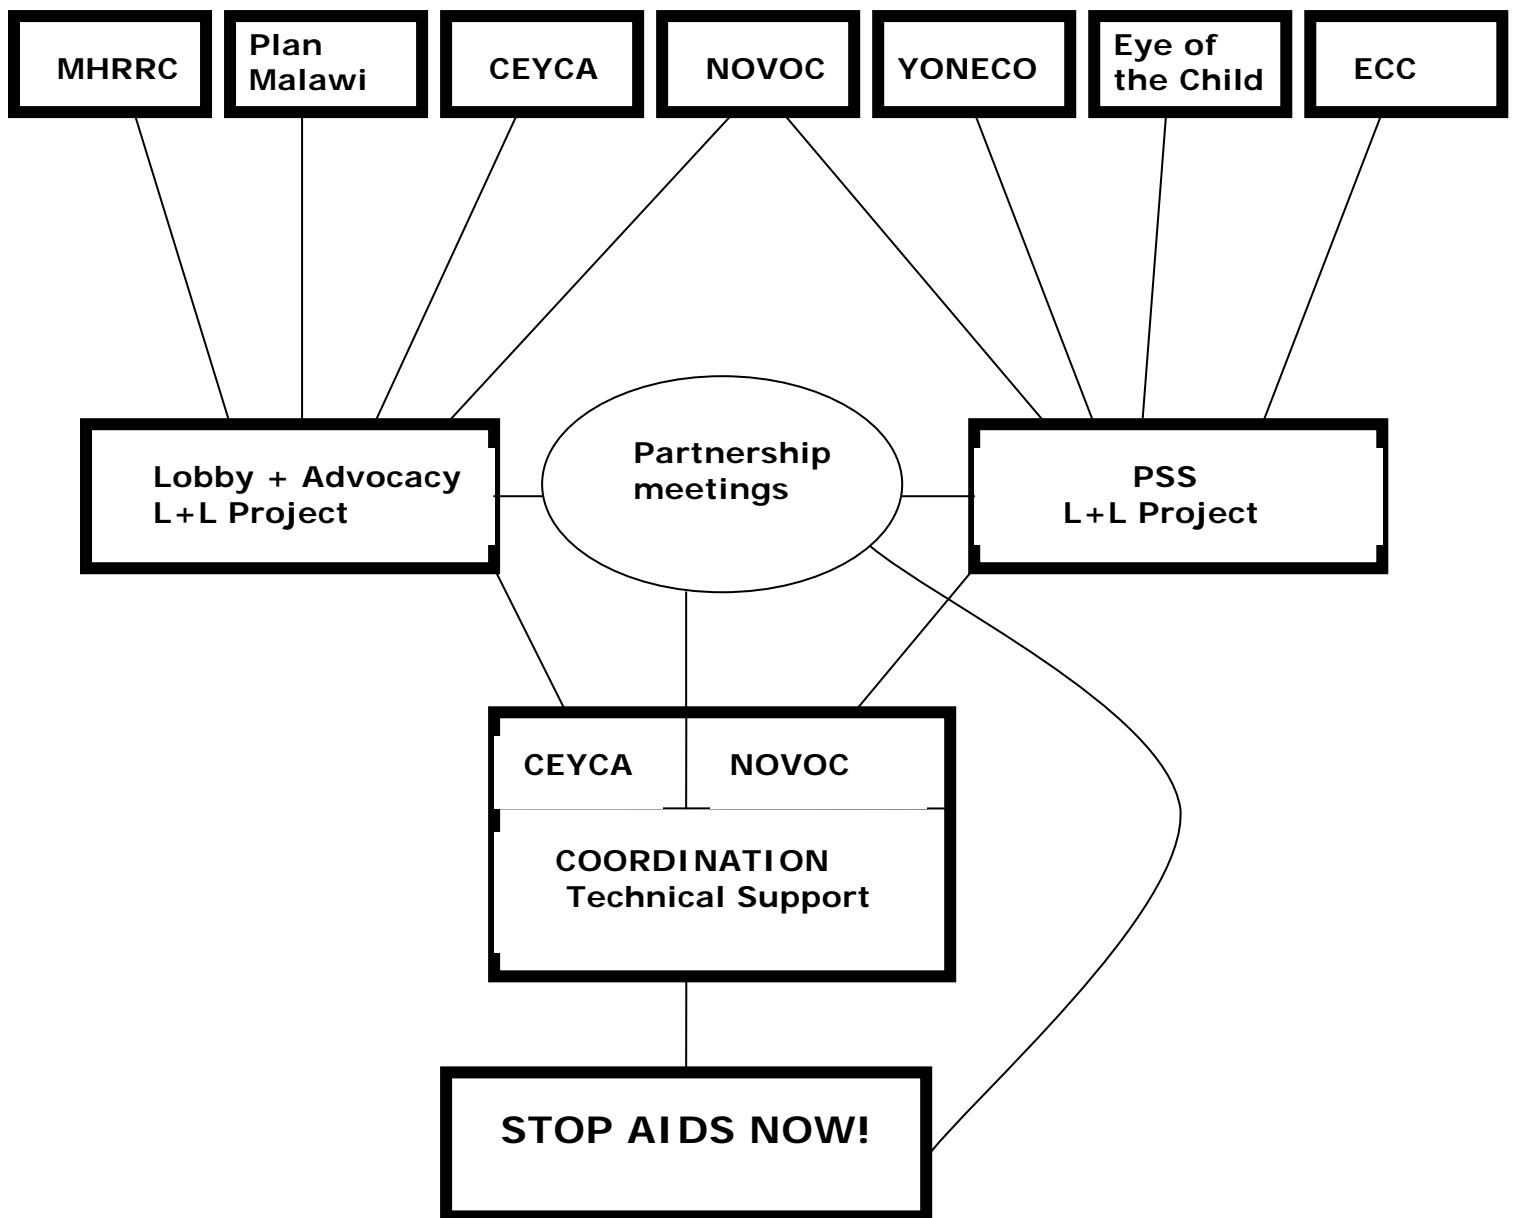 MHRRC
Plan
Malawi
CEYCA
NOVOC
YONECO
Eye of
the Child
ECC
Lobby + Advocacy
L+L Project
Partnership
meetings
PSS
L+L Project
CEYCA
NOVOC
COORDINATION
Technical Support
STOP AIDS NOW!